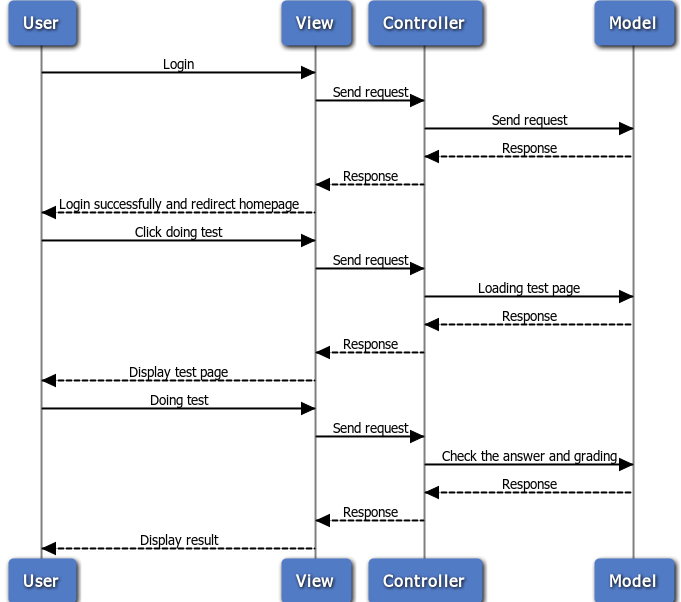 User
View
Controller
Model
Login
Send request
Send request
Response
Response
Login successfully and redirect homepage
Click doing test
Send request
Loading test page
Response
Response
Display test page
Doing test
Send request
Check the answer and grading
Response
Response
Display result
User
View
Controller
Model